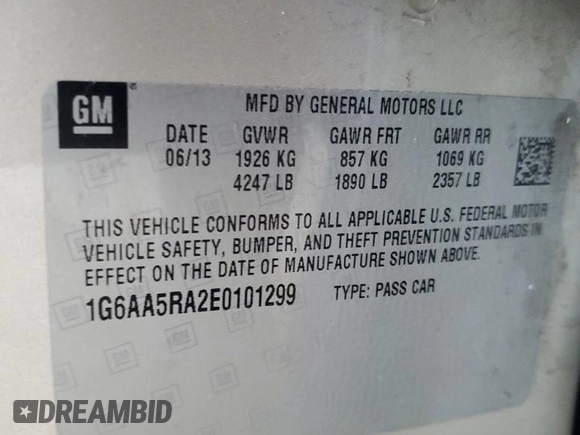 GM
MFD BY GENERAL MOTORS LLC
DATE GVWR GAWR FRT GAWR RR
06/13 1926 KG 857 KG 1069 KG
4247 LB 1890 LB 2357 LB
THIS VEHICLE CONFORMS TO ALL APPLICABLE U.S. FEDERAL MOTOR
VEHICLE SAFETY, BUMPER, AND THEFT PREVENTION STANDARDS IN
EFFECT ON THE DATE OF MANUFACTURE SHOWN ABOVE.
1G6AA5RA2E0101299 TYPE: PASS CAR
DREAMBID